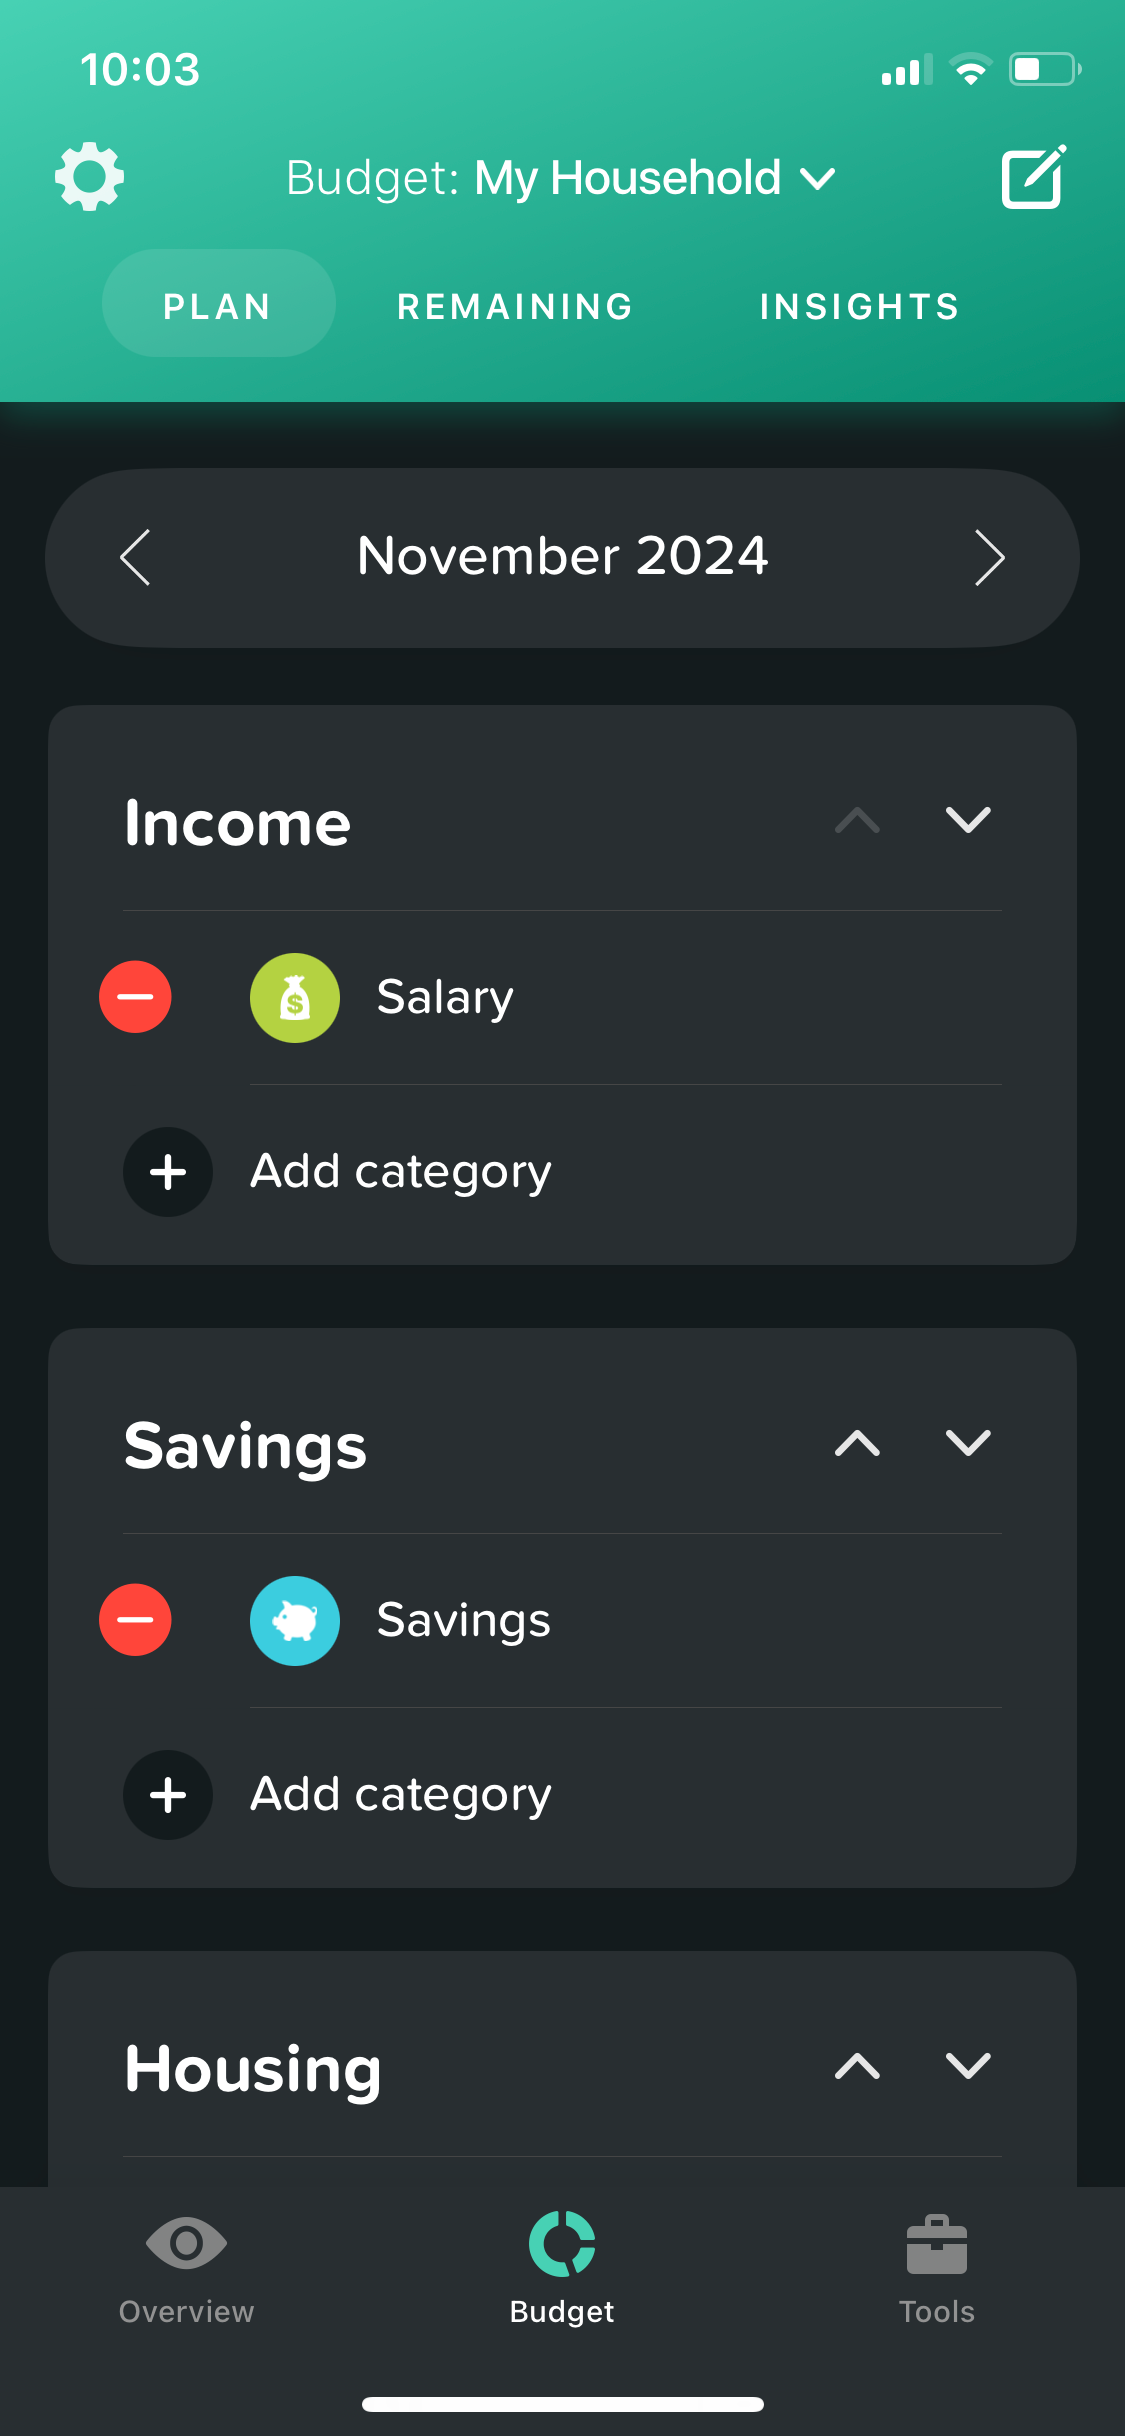 10:03
Budget: My Household
PLAN REMAINING INSIGHTS
November 2024
Income
Salary
Add category
Savings
Savings
Add category
Housing
Overview Budget Tools